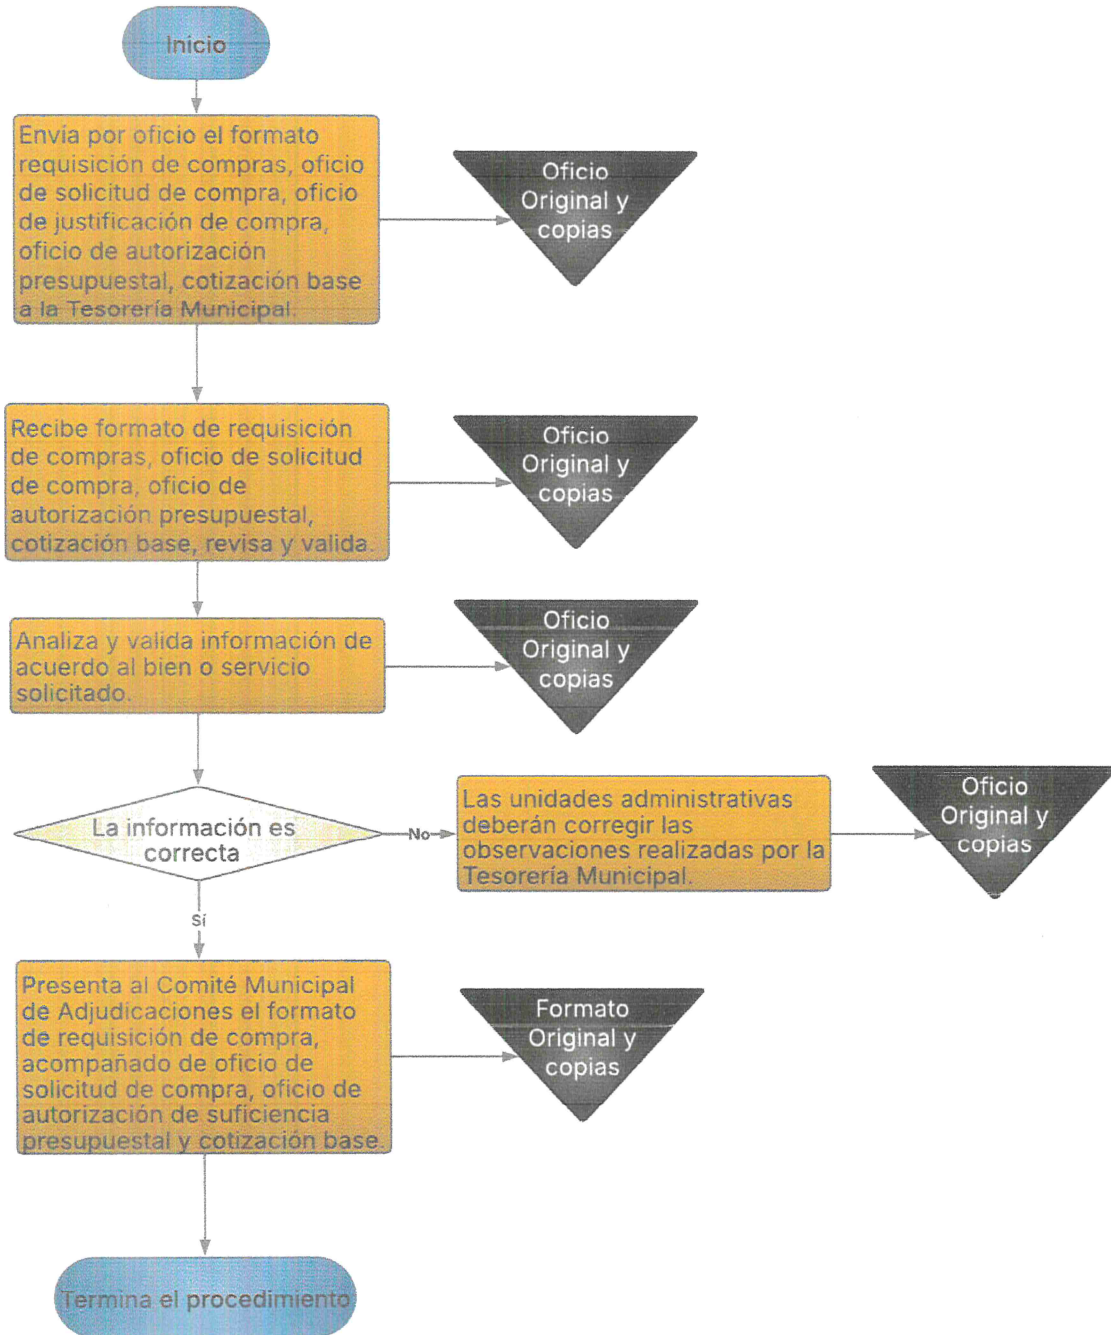 Inicio
Envía por oficio el formato
requisición de compras, oficio
de solicitud de compra, oficio
de justificación de compra,
oficio de autorización
presupuestal, cotización base
a la Tesorería Municipal.
Oficio
Original y
copias
Recibe formato de requisición
de compras, oficio de solicitud
de compra, oficio de
autorización presupuestal,
cotización base, revisa y valida.
Oficio
Original y
copias
Analiza y valida información de
acuerdo al bien o servicio
solicitado.
Oficio
Original y
copias
La información es
correcta
No
Las unidades administrativas
deberán corregir las
observaciones realizadas por la
Tesorería Municipal.
Oficio
Original y
copias
Sí
Presenta al Comité Municipal
de Adjudicaciones el formato
de requisición de compra,
acompañado de oficio de
solicitud de compra, oficio de
autorización de suficiencia
presupuestal y cotización base.
Formato
Original y
copias
Termina el procedimiento